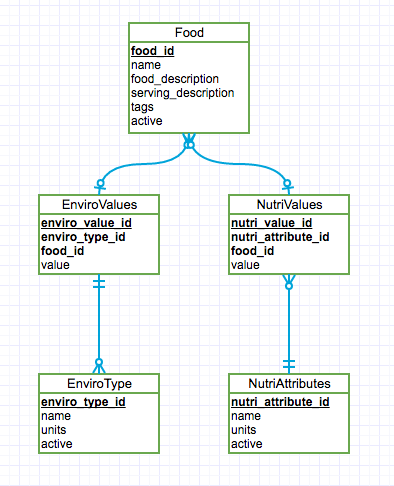 Food
food_id
name
food_description
serving_description
tags
active
EnviroValues
enviro_value_id
enviro_type_id
food_id
value
NutriValues
nutri_value_id
nutri_attribute_id
food_id
value
EnviroType
enviro_type_id
name
units
active
NutriAttributes
nutri_attribute_id
name
units
active